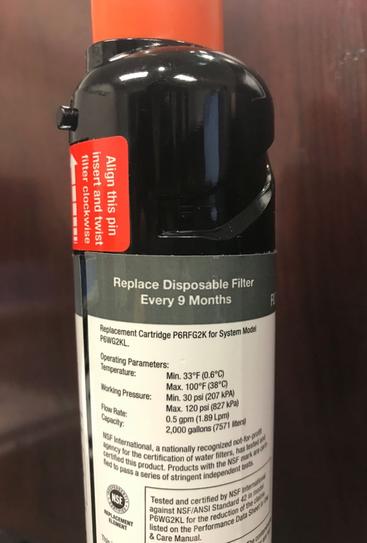 Align this pin
insert and twist
filter clockwise
Replace Disposable Filter
Every 9 Months
Replacement Cartridge P6RFG2K for System Model
P6WG2KL.
Operating Parameters:
Temperature: Min. 33°F (0.6°C)
Max. 100°F (38°C)
Working Pressure: Min. 30 psi (207 kPA)
Max. 120 psi (827 kPa)
Flow Rate: 0.5 gpm (1.89 Lpm)
Capacity: 2,000 gallons (7571 liters)
NSF International, a nationally recognized not-for-profit
agency for the certification of water filters, has tested and
certified this product. Products with the NSF mark are
fied to pass a series of stringent independent tests.
NSF
REPLACEMENT
ELEMENT
Tested and certified by NSF International
against NSF/ANSI Standard 42 in
P6WG2KL for the reduction of the
listed on the Performance Data Sheet
& Care Manual.